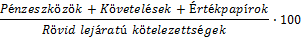 Pénzeszközök + Követelések + Értékpapírok
Rövid lejáratú kötelezettségek
· 100